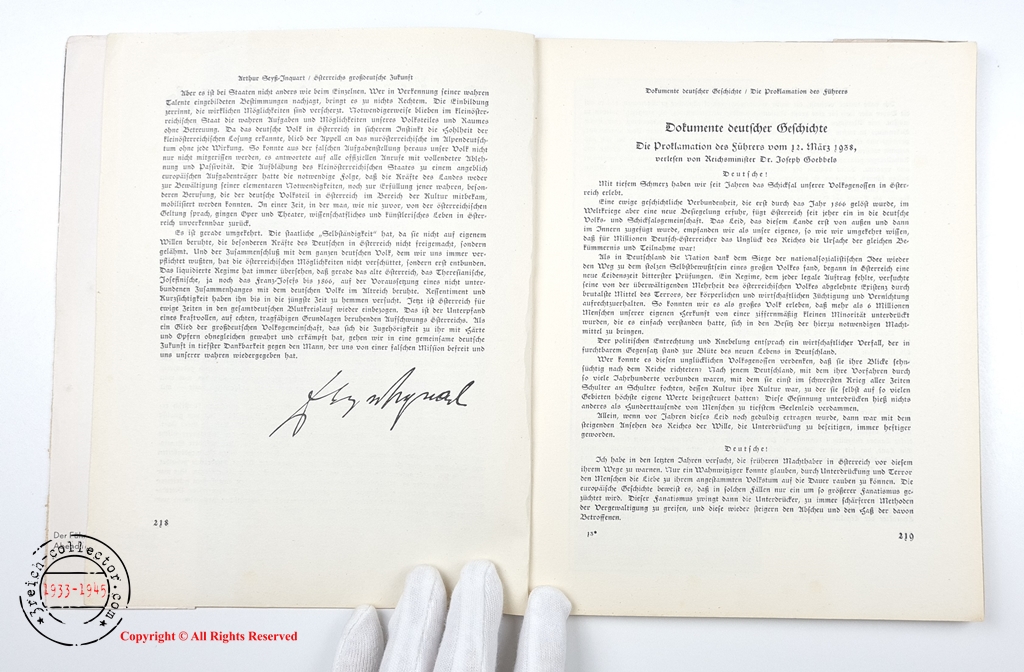 Arthur Seyß-Inquart / Österreichs großdeutsche Zukunft
Aber es ist bei Staaten nicht anders wie beim Einzelnen. Wer in Verkennung seiner wahren
Talente eingebildeten Bestimmungen nachjagt, bringt es zu nichts Rechtem. Die Einbildung
zerrinnt, die wirklichen Möglichkeiten sind verscherzt. Notwendigerweise blieben im kleinöster-
reichischen Staat die wahren Aufgaben und Möglichkeiten unseres Volksteiles und Raumes
ohne Betreuung. Da das deutsche Volk in Österreich in sicherem Instinkt die Hohlheit der
kleinösterreichischen Losung erkannte, blieb der Appell an das nurösterreichische im Alpendeutsch-
tum ohne jede Wirkung. So konnte aus der falschen Aufgabenstellung heraus unser Volk nicht
nur nicht mitgerissen werden, es antwortete auf alle offiziellen Anrufe mit vollendeter Ableh-
nung und Passivität. Die Aufblähung des kleinösterreichischen Staates zu einem angeblich
europäischen Aufgabenträger hatte die notwendige Folge, daß die Kräfte des Landes weder
zur Bewältigung seiner elementaren Notwendigkeiten, noch zur Erfüllung jener wahren, beson-
deren Berufung, die der deutsche Volksteil in Österreich im Bereich der Kultur mitbekam,
mobilisiert werden konnten. In einer Zeit, in der man, wie nie zuvor, von der österreichischen
Geltung sprach, gingen Oper und Theater, wissenschaftliches und künstlerisches Leben in Öster-
reich unverkennbar zurück.
Es ist gerade umgekehrt. Die staatliche „Selbständigkeit“ hat, da sie nicht auf eigenem
Willen beruhte, die besonderen Kräfte des Deutschen in Österreich nicht freigemacht, sondern
gelähmt. Und der Zusammenschluß mit dem ganzen deutschen Volk, dem wir uns immer ver-
pflichtet wußten, hat die österreichischen Möglichkeiten nicht verschüttet, sondern erst entbunden.
Das liquidierte Regime hat immer übersehen, daß gerade das alte Österreich, das Theresianische,
Josefinische, ja noch das Franz-Josefs bis 1866, auf der Voraussetzung eines nicht unter-
bundenen Zusammenhanges mit dem deutschen Volke im Altreich beruhte. Ressentiment und
Kurzsichtigkeit haben ihn bis in die jüngste Zeit zu hemmen versucht. Jetzt ist Österreich für
ewige Zeiten in den gesamtdeutschen Blutkreislauf wieder einbezogen. Das ist der Unterpfand
eines kraftvollen, auf echten, tragfähigen Grundlagen beruhenden Aufschwungs Österreichs. Als
ein Glied der großdeutschen Volksgemeinschaft, das sich die Zugehörigkeit zu ihr mit Härte
und Opfern ohnegleichen gewahrt und erkämpft hat, gehen wir in eine gemeinsame deutsche
Zukunft in tiefster Dankbarkeit gegen den Mann, der uns von einer falschen Mission befreit und
uns unserer wahren wiedergegeben hat.
218
Dokumente deutscher Geschichte / Die Proklamation des Führers
Dokumente deutscher Geschichte
Die Proklamation des Führers vom 12. März 1938,
verlesen von Reichsminister Dr. Joseph Goebbels
Deutsche!
Mit tiefem Schmerz haben wir seit Jahren das Schicksal unserer Volksgenossen in Öster-
reich erlebt.
Eine ewige geschichtliche Verbundenheit, die erst durch das Jahr 1866 gelöst wurde, im
Weltkriege aber eine neue Besiegelung erfuhr, fügt Österreich seit jeher ein in die deutsche
Volks- und Schicksalsgemeinschaft. Das Leid, das diesem Lande erst von außen und dann
im Innern zugefügt wurde, empfanden wir als unser eigenes, so wie wir umgekehrt wissen,
daß für Millionen Deutsch-Österreicher das Unglück des Reiches die Ursache der gleichen Be-
kümmernis und Teilnahme war.
Als in Deutschland die Nation dank dem Siege der nationalsozialistischen Idee wieder
den Weg zu dem stolzen Selbstbewußtsein eines großen Volkes fand, begann in Österreich eine
neue Leidenszeit bitterster Prüfungen. Ein Regime, dem jeder legale Auftrag fehlte, versuchte
seine von der überwältigenden Mehrheit des österreichischen Volkes abgelehnte Existenz durch
brutalste Mittel des Terrors, der körperlichen und wirtschaftlichen Züchtigung und Vernichtung
aufrechtzuerhalten. So konnten wir es als großes Volk erleben, daß mehr als 6 Millionen
Menschen unserer eigenen Herkunft von einer ziffernmäßig kleinen Minorität unterdrückt
wurden, die es einfach verstanden hatte, sich in den Besitz der hierzu notwendigen Macht-
mittel zu bringen.
Der politischen Entrechtung und Knebelung entsprach ein wirtschaftlicher Verfall, der in
furchtbarem Gegensatz stand zur Blüte des neuen Lebens in Deutschland.
Wer konnte es diesen unglücklichen Volksgenossen verdenken, daß sie ihre Blicke sehn-
süchtig nach dem Reiche richteten? Nach jenem Deutschland, mit dem ihre Vorfahren durch
so viele Jahrhunderte verbunden waren, mit dem sie einst im schwersten Krieg aller Zeiten
Schulter an Schulter fochten, dessen Kultur ihre Kultur war, zu der sie selbst auf so vielen
Gebieten höchste eigene Werte beigesteuert hatten? Diese Gesinnung unterdrücken hieß nichts
anderes als Hunderttausende von Menschen zu tiefstem Seelenleid verdammen.
Allein, wenn vor Jahren dieses Leid noch geduldig ertragen wurde, dann war mit dem
steigenden Ansehen des Reiches der Wille, die Unterdrückung zu beseitigen, immer heftiger
geworden.
Deutsche!
Ich habe in den letzten Jahren versucht, die früheren Machthaber in Österreich vor diesem
ihrem Wege zu warnen. Nur ein Wahnwitziger konnte glauben, durch Unterdrückung und Terror
den Menschen die Liebe zu ihrem angestammten Volkstum auf die Dauer rauben zu können. Die
europäische Geschichte beweist es, daß in solchen Fällen nur ein um so größerer Fanatismus ge-
züchtet wird. Dieser Fanatismus zwingt dann die Unterdrücker, zu immer schärferen Methoden
der Vergewaltigung zu greifen, und diese wieder steigern den Abscheu und den Haß der davon
Betroffenen.
15*
219
Der
3reich-collector.com
1933-1945
Copyright © All Rights Reserved